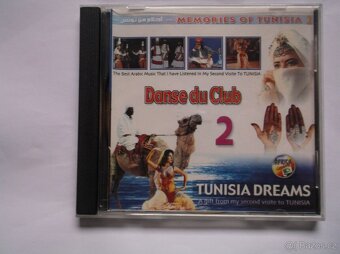 MEMORIES OF TUNISIA 2
The Best Arabic Music That I have Listened In My Second Visite To TUNISIA
Danse du Club
2
TUNISIA DREAMS
A gift from my second visite to TUNISIA